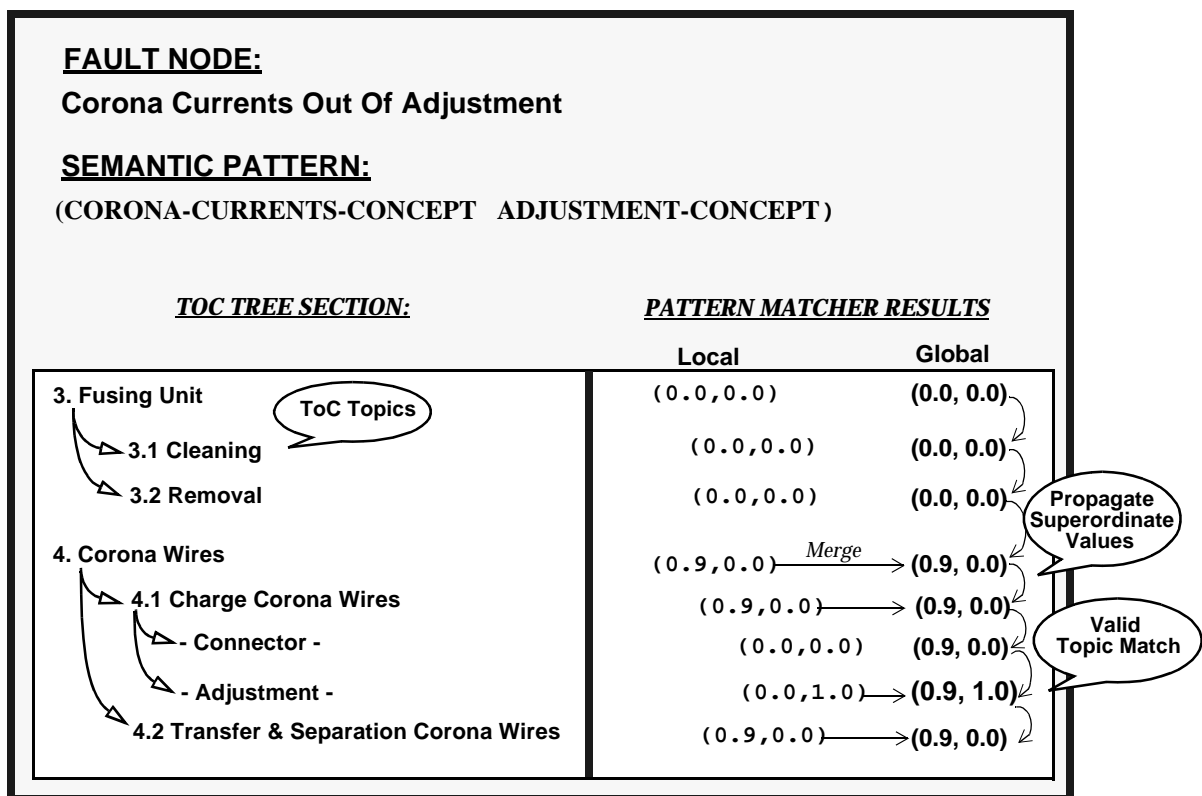 FAULT NODE:
Corona Currents Out Of Adjustment
SEMANTIC PATTERN:
(CORONA-CURRENTS-CONCEPT ADJUSTMENT-CONCEPT)
TOC TREE SECTION: PATTERN MATCHER RESULTS
Local Global
3. Fusing Unit (0.0,0.0) (0.0, 0.0)
ToC Topics
3.1 Cleaning (0.0,0.0) (0.0, 0.0)
3.2 Removal (0.0,0.0) (0.0, 0.0)
Propagate
Superordinate
Values
4. Corona Wires (0.9,0.0) Merge (0.9, 0.0)
4.1 Charge Corona Wires (0.9,0.0) (0.9, 0.0)
- Connector - (0.0,0.0) (0.9, 0.0)
Valid
Topic Match
- Adjustment - (0.0,1.0) (0.9, 1.0)
4.2 Transfer & Separation Corona Wires (0.9,0.0) (0.9, 0.0)